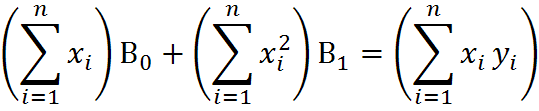 (∑_{i=1}^{n} x_i) B_0 + (∑_{i=1}^{n} x_i^2) B_1 = (∑_{i=1}^{n} x_i y_i)